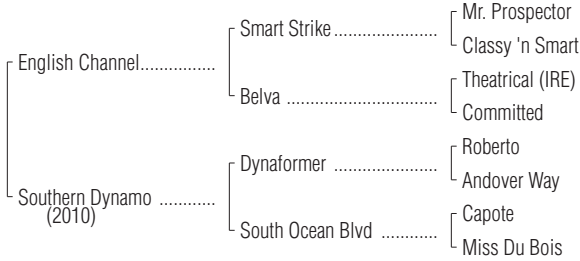 Mr. Prospector
Smart Strike....................
Classy 'n Smart
English Channel...............
Theatrical (IRE)
Belva .............................
Committed
Roberto
Dynaformer ....................
Andover Way
Southern Dynamo ............
(2010)
Capote
South Ocean Blvd ...........
Miss Du Bois